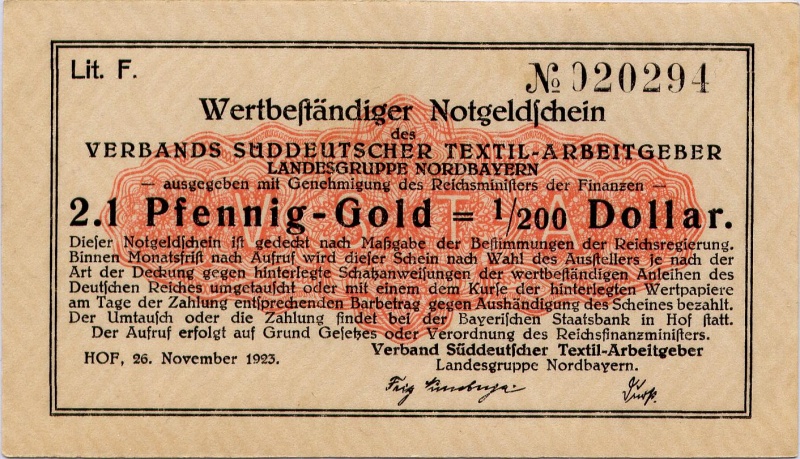 Lit. F.
№ 020294
Wertbeſtändiger Notgeldſchein
des
VERBANDS SÜDDEUTSCHER TEXTIL-ARBEITGEBER
LANDESGRUPPE NORDBAYERN
— ausgegeben mit Genehmigung des Reichsminiſters der Finanzen —
2.1 Pfennig-Gold = 1/200 Dollar.
Dieſer Notgeldſchein iſt gedeckt nach Maßgabe der Beſtimmungen der Reichsregierung.
Binnen Monatsfriſt nach Aufruf wird dieſer Schein nach Wahl des Ausſtellers je nach der
Art der Deckung gegen hinterlegte Schatzanweiſungen der wertbeſtändigen Anleihen des
Deutſchen Reiches umgetauſcht oder mit einem dem Kurſe der hinterlegten Wertpapiere
am Tage der Zahlung entſprechenden Barbetrag gegen Aushändigung des Scheines bezahlt.
Der Umtauſch oder die Zahlung findet bei der Bayeriſchen Staatsbank in Hof ſtatt.
Der Aufruf erfolgt auf Grund Geſetzes oder Verordnung des Reichsfinanzminiſters.
HOF, 26. November 1923.
Verband Süddeutſcher Textil-Arbeitgeber
Landesgruppe Nordbayern.